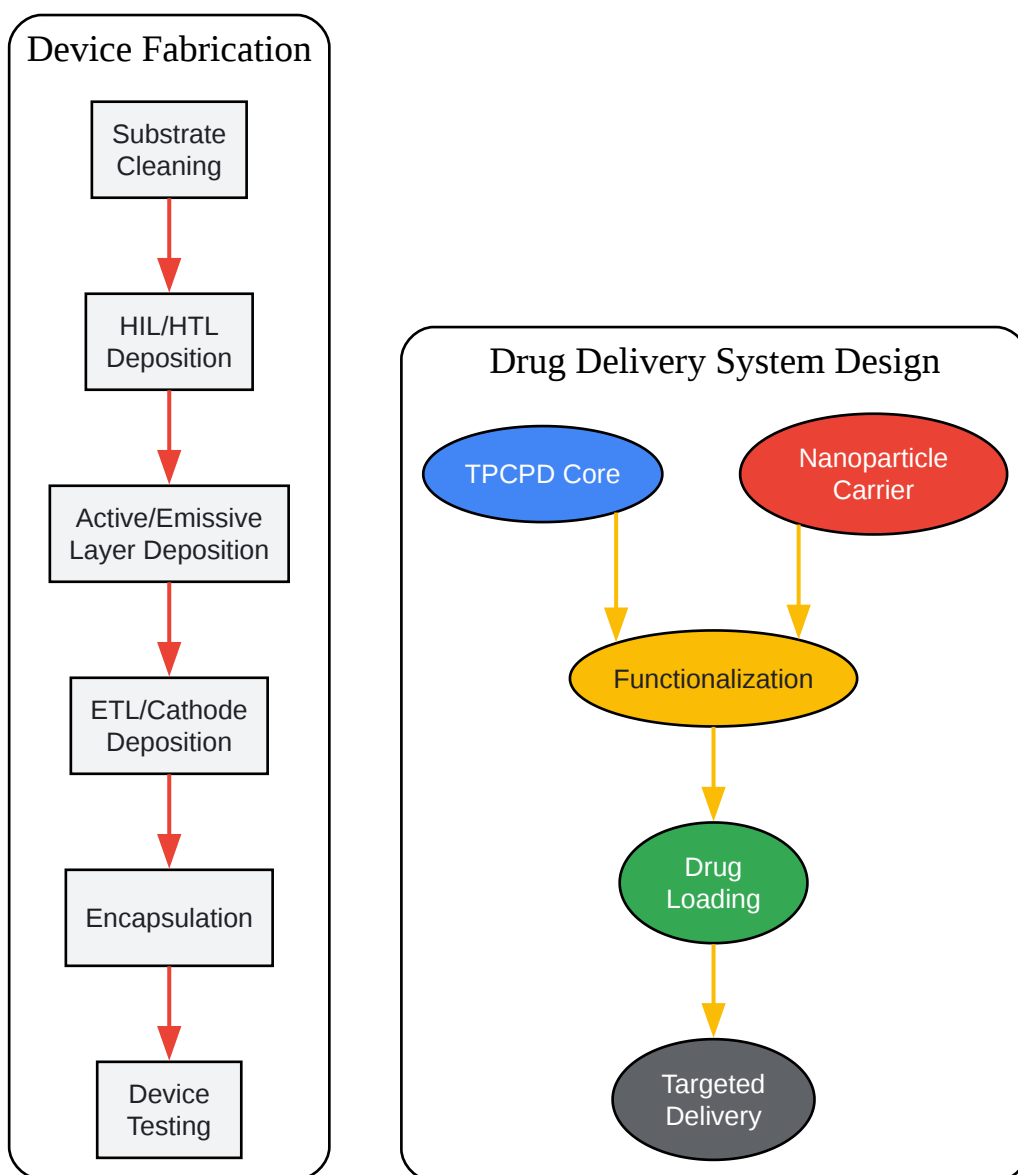 Device Fabrication
Substrate
Cleaning
HIL/HTL
Deposition
Active/Emissive
Layer Deposition
ETL/Cathode
Deposition
Encapsulation
Device
Testing
Drug Delivery System Design
TPCPD Core
Nanoparticle
Carrier
Functionalization
Drug
Loading
Targeted
Delivery